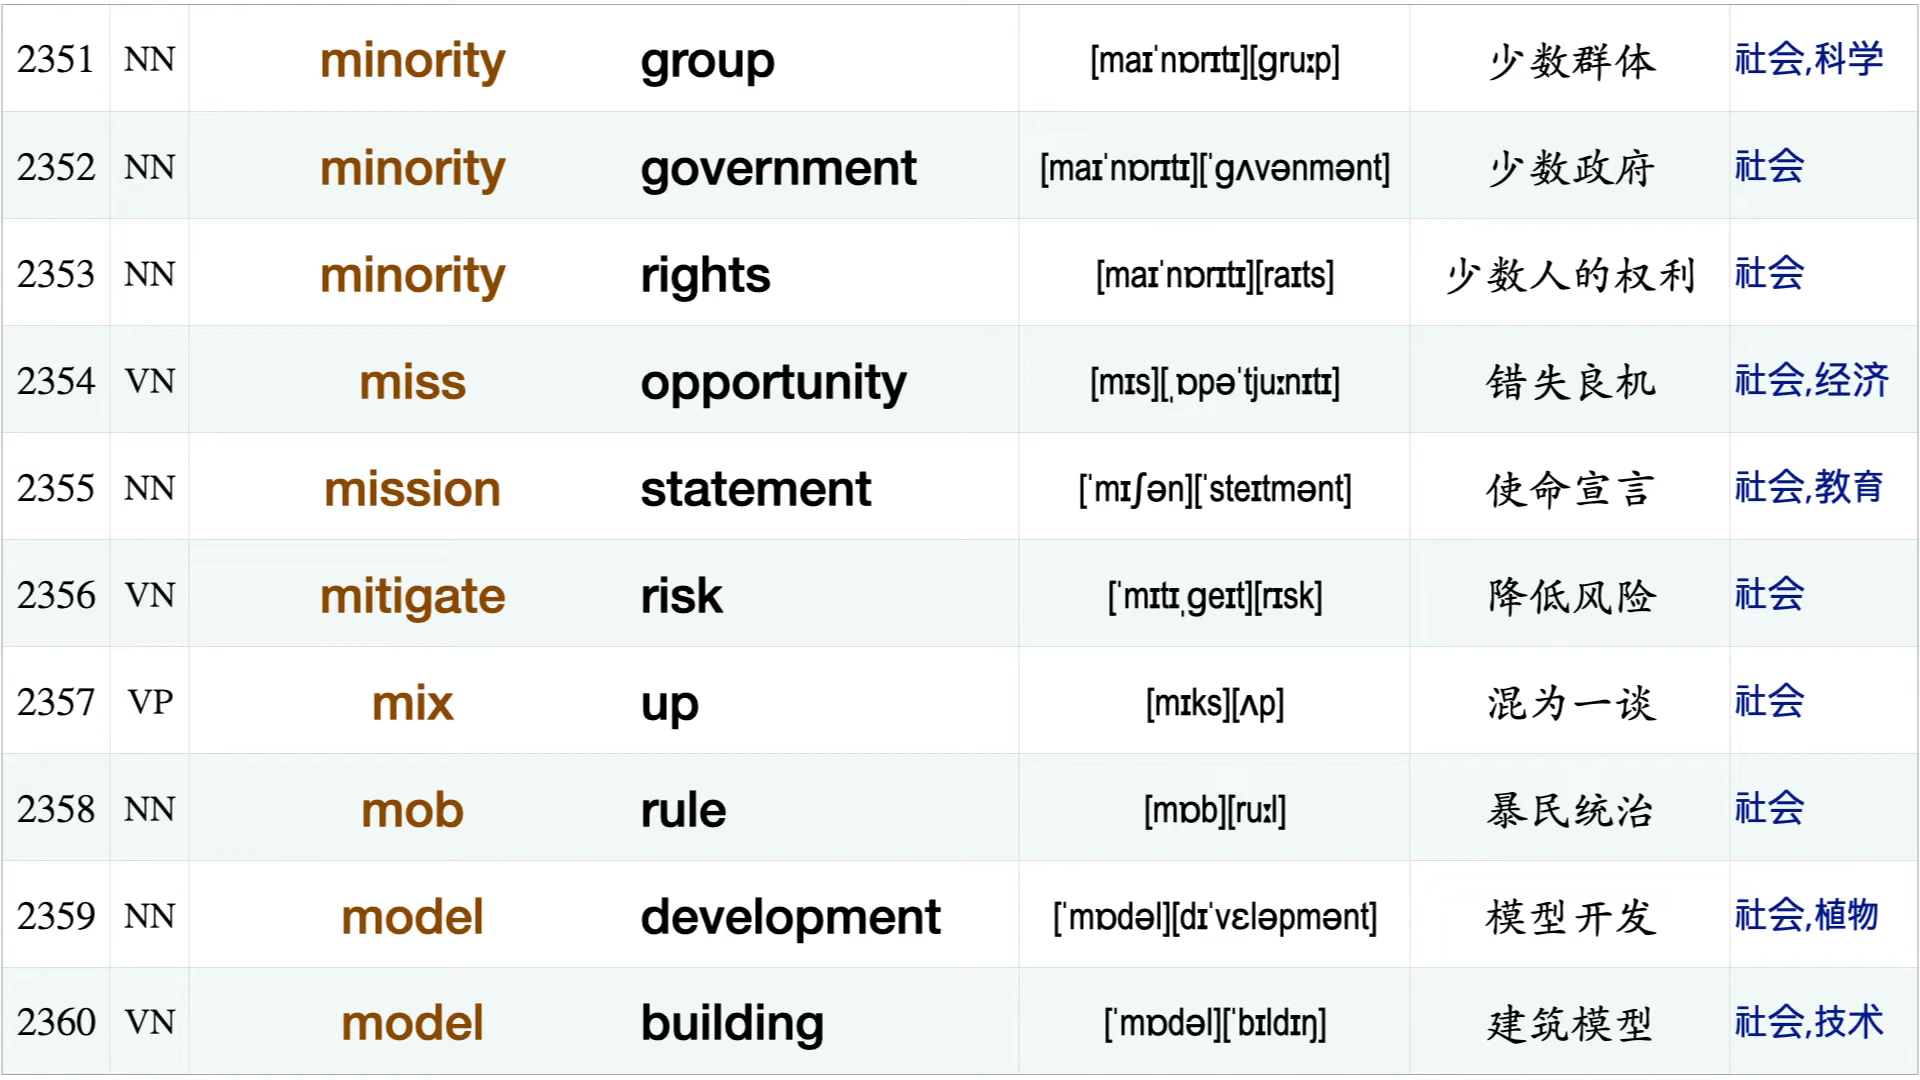 2351 NN minority group [maɪˈnɒrɪtɪ][gruːp] 少数群体 社会,科学
2352 NN minority government [maɪˈnɒrɪtɪ][ˈgʌvənmənt] 少数政府 社会
2353 NN minority rights [maɪˈnɒrɪtɪ][raɪts] 少数人的权利 社会
2354 VN miss opportunity [mɪs][ˌɒpəˈtjuːnɪtɪ] 错失良机 社会,经济
2355 NN mission statement [ˈmɪʃən][ˈsteɪtmənt] 使命宣言 社会,教育
2356 VN mitigate risk [ˈmɪtɪˌgeɪt][rɪsk] 降低风险 社会
2357 VP mix up [mɪks][ʌp] 混为一谈 社会
2358 NN mob rule [mɒb][ruːl] 暴民统治 社会
2359 NN model development [ˈmɒdəl][dɪˈvɛləpmənt] 模型开发 社会,植物
2360 VN model building [ˈmɒdəl][ˈbɪldɪŋ] 建筑模型 社会,技术